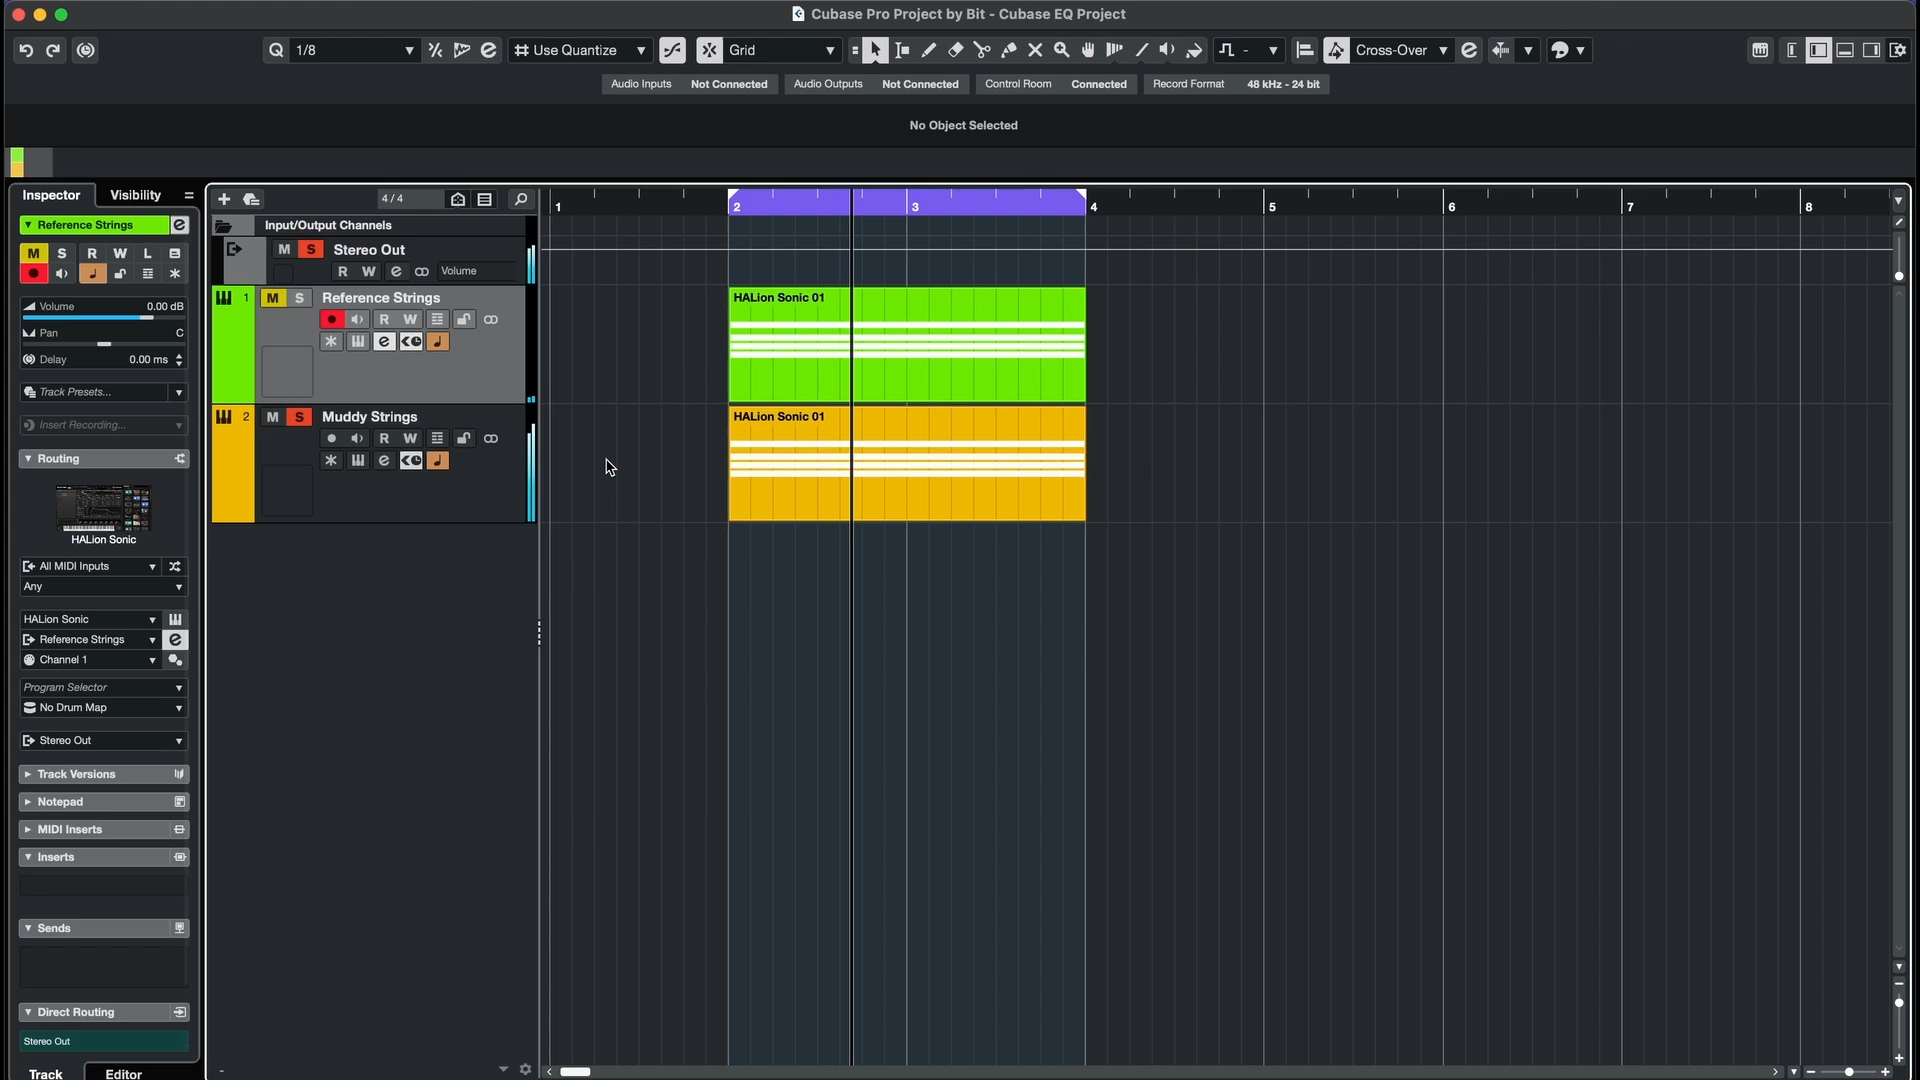 Cubase Pro Project by Bit - Cubase EQ Project
1/8
Use Quantize
Grid
-
Cross-Over
Audio Inputs Not Connected Audio Outputs Not Connected Control Room Connected Record Format 48 kHz - 24 bit
No Object Selected
Inspector Visibility
4/4
1 2 3 4 5 6 7 8
Reference Strings
Input/Output Channels
M S R W L
M S Stereo Out
R W e Volume
Volume 0.00 dB
Pan C
Delay 0.00 ms
Track Presets...
Insert Recording...
1 M S Reference Strings
R W
e
HALion Sonic 01
2 M S Muddy Strings
R W
e
HALion Sonic 01
Routing
HALion Sonic
All MIDI Inputs
Any
HALion Sonic
Reference Strings
Channel 1
Program Selector
No Drum Map
Stereo Out
Track Versions
Notepad
MIDI Inserts
Inserts
Sends
Direct Routing
Stereo Out
Track Editor